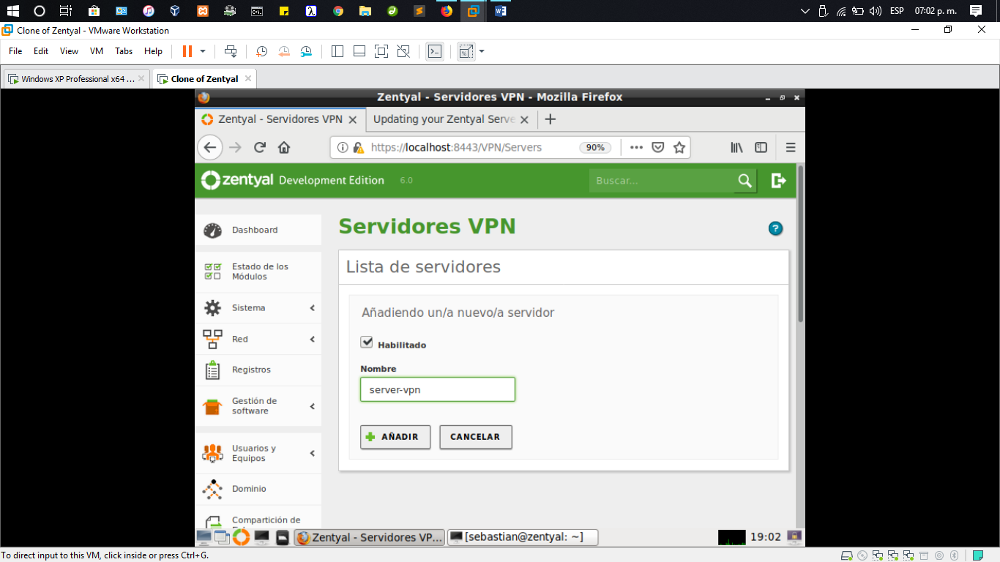 ESP 07:02 p. m.
Clone of Zentyal - VMware Workstation
File Edit View VM Tabs Help
Windows XP Professional x64 ... Clone of Zentyal
Zentyal - Servidores VPN - Mozilla Firefox
Zentyal - Servidores VPN Updating your Zentyal Serve
https://localhost:8443/VPN/Servers 90%
zentyal Development Edition 6.0 Buscar...
Dashboard
Estado de los
Módulos
Sistema
Red
Registros
Gestión de
software
Usuarios y
Equipos
Dominio
Compartición de
Servidores VPN
?
Lista de servidores
Añadiendo un/a nuevo/a servidor
Habilitado
Nombre
server-vpn
AÑADIR CANCELAR
Zentyal - Servidores VP... [sebastian@zentyal: ~] 19:02
To direct input to this VM, click inside or press Ctrl+G.